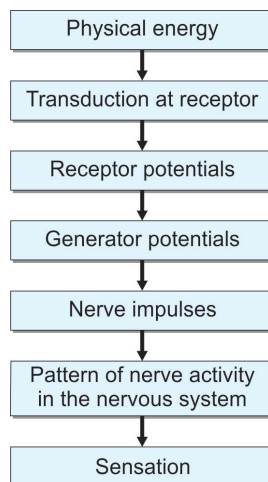 Physical energy
Transduction at receptor
Receptor potentials
Generator potentials
Nerve impulses
Pattern of nerve activity
in the nervous system
Sensation